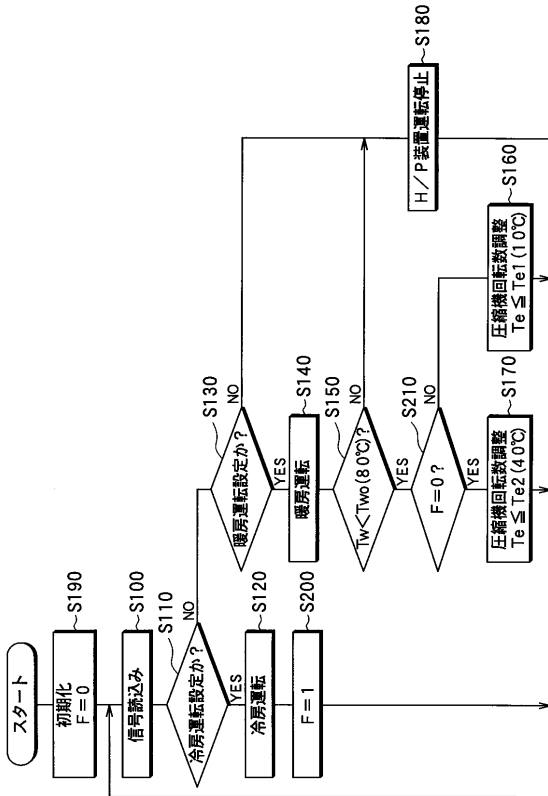 スタート
初期化
F=0
S190
信号読込み
S100
冷房運転設定か?
S110
NO
YES
冷房運転
S120
F=1
S200
暖房運転設定か?
S130
NO
YES
暖房運転
S140
Tw<Two(80℃)?
S150
NO
YES
F=0?
S210
NO
YES
圧縮機回転数調整
Te≦Te2(40℃)
S170
圧縮機回転数調整
Te≦Te1(10℃)
S160
H/P装置運転停止
S180